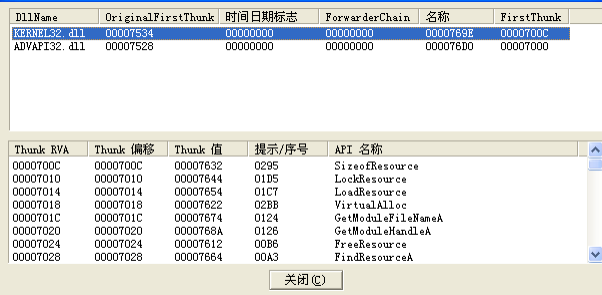 DllName OriginalFirstThunk 时间日期标志 ForwarderChain 名称 FirstThunk
KERNEL32.dll 00007534 00000000 00000000 0000769E 0000700C
ADVAPI32.dll 00007528 00000000 00000000 000076D0 00007000
Thunk RVA Thunk 偏移 Thunk 值 提示/序号 API 名称
0000700C 0000700C 00007632 0295 SizeofResource
00007010 00007010 00007644 01D5 LockResource
00007014 00007014 00007654 01C7 LoadResource
00007018 00007018 00007622 02BB VirtualAlloc
0000701C 0000701C 00007674 0124 GetModuleFileNameA
00007020 00007020 0000768A 0126 GetModuleHandleA
00007024 00007024 00007612 00B6 FreeResource
00007028 00007028 00007664 00A3 FindResourceA
关闭(C)